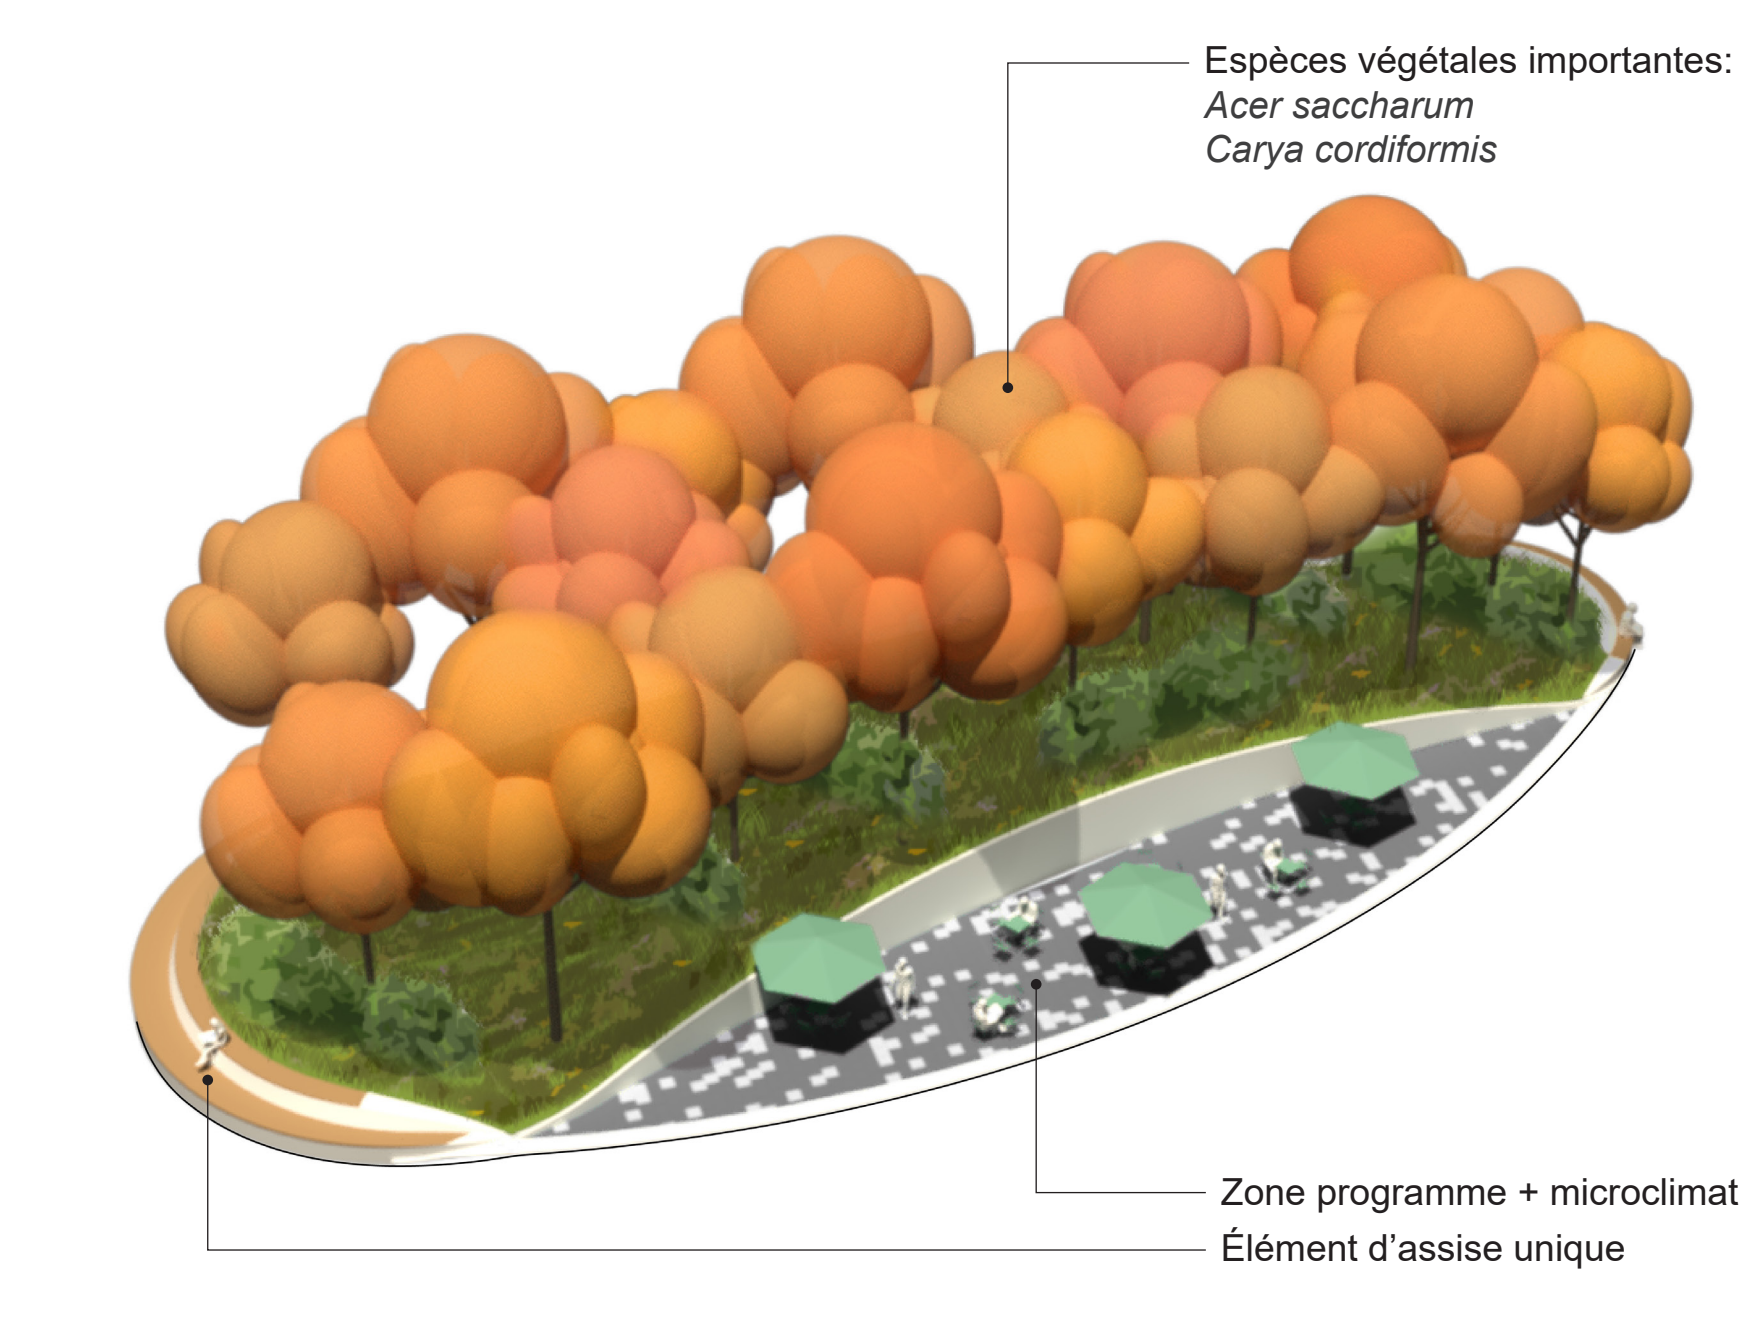 Espèces végétales importantes:
Acer saccharum
Carya cordiformis
Zone programme + microclimat
Élément d’assise unique